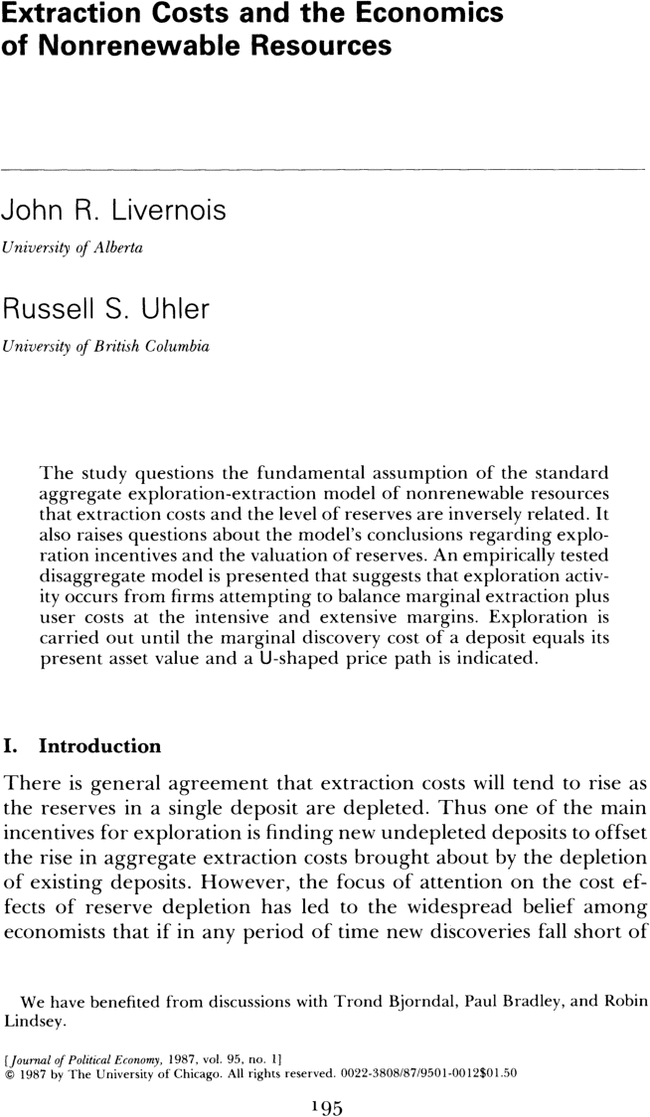 Extraction Costs and the Economics
of Nonrenewable Resources
John R. Livernois
University of Alberta
Russell S. Uhler
University of British Columbia
The study questions the fundamental assumption of the standard
aggregate exploration-extraction model of nonrenewable resources
that extraction costs and the level of reserves are inversely related. It
also raises questions about the model's conclusions regarding explo-
ration incentives and the valuation of reserves. An empirically tested
disaggregate model is presented that suggests that exploration activ-
ity occurs from firms attempting to balance marginal extraction plus
user costs at the intensive and extensive margins. Exploration is
carried out until the marginal discovery cost of a deposit equals its
present asset value and a U-shaped price path is indicated.
I. Introduction
There is general agreement that extraction costs will tend to rise as
the reserves in a single deposit are depleted. Thus one of the main
incentives for exploration is finding new undepleted deposits to offset
the rise in aggregate extraction costs brought about by the depletion
of existing deposits. However, the focus of attention on the cost ef-
fects of reserve depletion has led to the widespread belief among
economists that if in any period of time new discoveries fall short of
We have benefited from discussions with Trond Bjorndal, Paul Bradley, and Robin
Lindsey.
[Journal of Political Economy, 1987, vol. 95, no. 1]
© 1987 by The University of Chicago. All rights reserved. 0022-3808/87/9501-0012$01.50
195